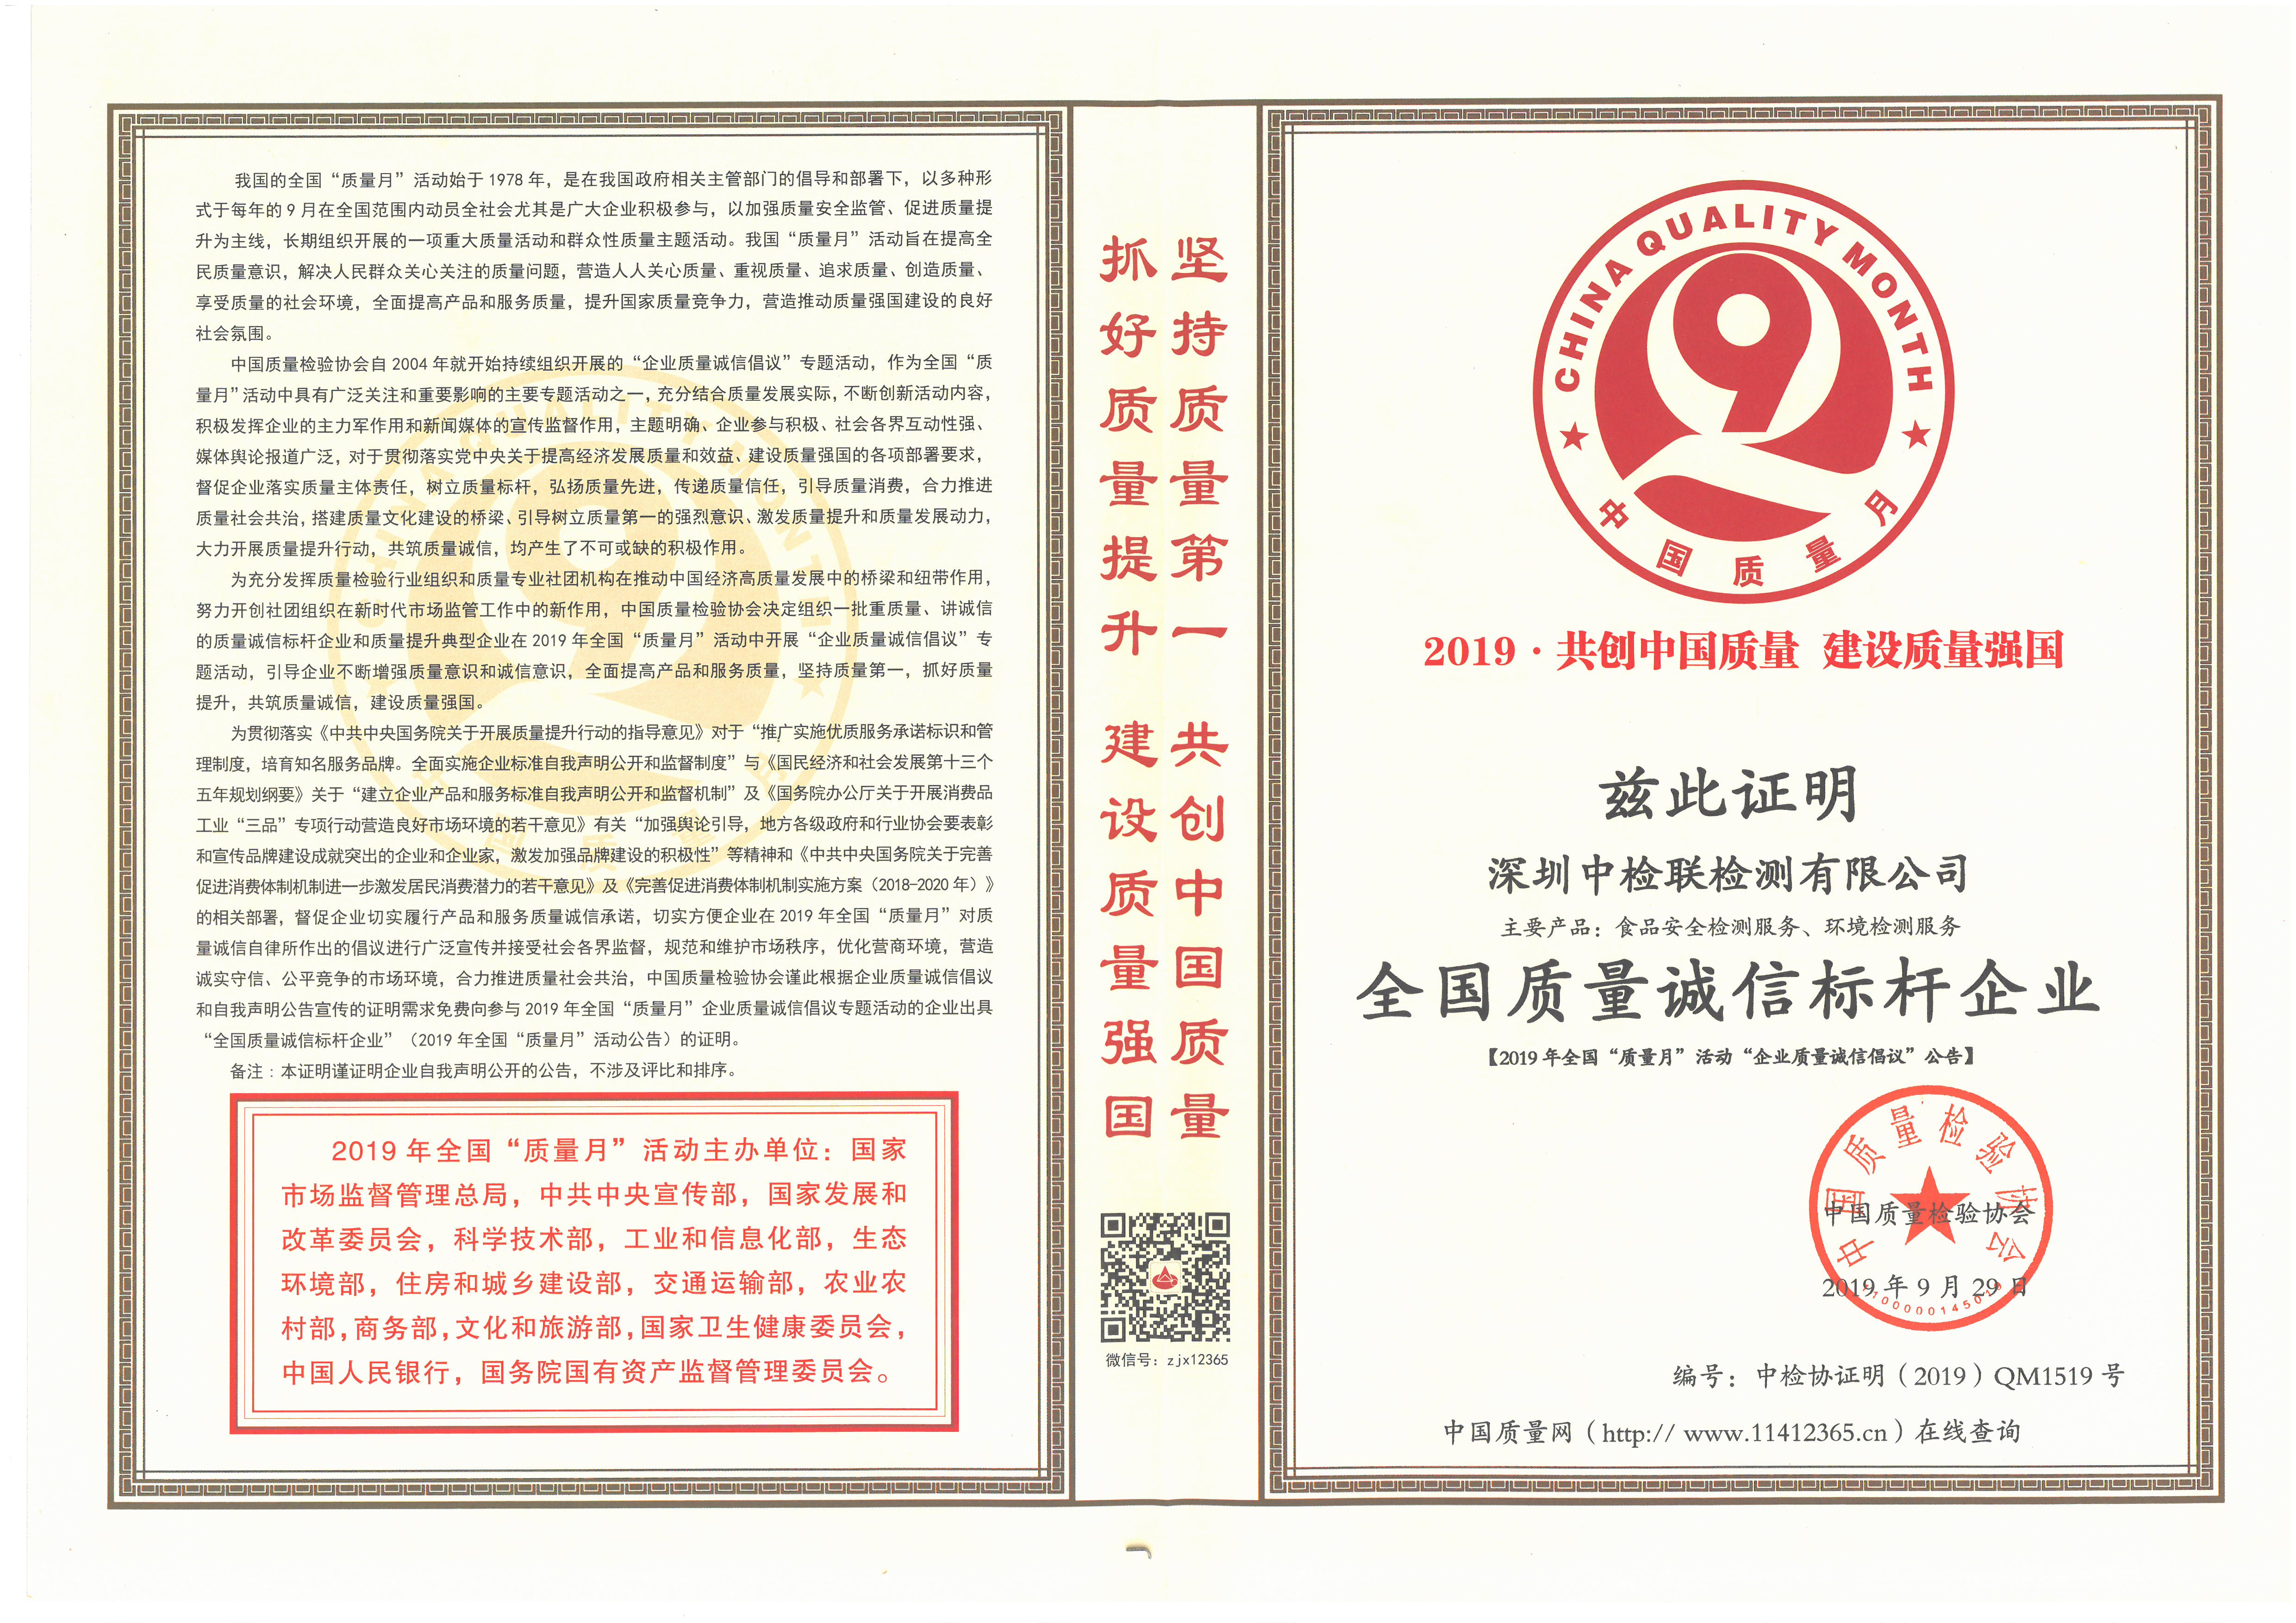 我国的全国“质量月”活动始于1978年，是在我国政府相关主管部门的倡导和部署下，以多种形
式于每年的9月在全国范围内动员全社会尤其是广大企业积极参与，以加强质量安全监管、促进质量提
升为主线，长期组织开展的一项重大质量活动和群众性质量主题活动。我国“质量月”活动旨在提高全
民质量意识，解决人民群众关心关注的质量问题，营造人人关心质量、重视质量、追求质量、创造质量、
享受质量的社会环境，全面提高产品和服务质量，提升国家质量竞争力，营造推动质量强国建设的良好
社会氛围。
中国质量检验协会自2004年就开始持续组织开展的“企业质量诚信倡议”专题活动，作为全国“质
量月”活动中具有广泛关注和重要影响的主要专题活动之一，充分结合质量发展实际，不断创新活动内容，
积极发挥企业的主力军作用和新闻媒体的宣传监督作用，主题明确、企业参与积极、社会各界互动性强、
媒体舆论报道广泛，对于贯彻落实党中央关于提高经济发展质量和效益、建设质量强国的各项部署要求，
督促企业落实质量主体责任，树立质量标杆，弘扬质量先进，传递质量信任，引导质量消费，合力推进
质量社会共治，搭建质量文化建设的桥梁、引导树立质量第一的强烈意识、激发质量提升和质量发展动力，
大力开展质量提升行动，共筑质量诚信，均产生了不可或缺的积极作用。
为充分发挥质量检验行业组织和质量专业社团机构在推动中国经济高质量发展中的桥梁和纽带作用，
努力开创社团组织在新时代市场监管工作中的新作用，中国质量检验协会决定组织一批重质量、讲诚信
的质量诚信标杆企业和质量提升典型企业在2019年全国“质量月”活动中开展“企业质量诚信倡议”专
题活动，引导企业不断增强质量意识和诚信意识，全面提高产品和服务质量，坚持质量第一，抓好质量
提升，共筑质量诚信，建设质量强国。
为贯彻落实《中共中央国务院关于开展质量提升行动的指导意见》对于“推广实施优质服务承诺标识和管
理制度，培育知名服务品牌。全面实施企业标准自我声明公开和监督制度”与《国民经济和社会发展第十三个
五年规划纲要》关于“建立企业产品和服务标准自我声明公开和监督机制”及《国务院办公厅关于开展消费品
工业“三品”专项行动营造良好市场环境的若干意见》有关“加强舆论引导，地方各级政府和行业协会要表彰
和宣传品牌建设成就突出的企业和企业家，激发加强品牌建设的积极性”等精神和《中共中央国务院关于完善
促进消费体制机制进一步激发居民消费潜力的若干意见》及《完善促进消费体制机制实施方案（2018-2020年）》
的相关部署，督促企业切实履行产品和服务质量诚信承诺，切实方便企业在2019年全国“质量月”对质
量诚信自律所作出的倡议进行广泛宣传并接受社会各界监督，规范和维护市场秩序，优化营商环境，营造
诚实守信、公平竞争的市场环境，合力推进质量社会共治，中国质量检验协会谨此根据企业质量诚信倡议
和自我声明公告宣传的证明需求免费向参与2019年全国“质量月”企业质量诚信倡议专题活动的企业出具
“全国质量诚信标杆企业”（2019年全国“质量月”活动公告）的证明。
备注：本证明谨证明企业自我声明公开的公告，不涉及评比和排序。
2019年全国“质量月”活动主办单位：国家
市场监督管理总局，中共中央宣传部，国家发展和
改革委员会，科学技术部，工业和信息化部，生态
环境部，住房和城乡建设部，交通运输部，农业农
村部，商务部，文化和旅游部，国家卫生健康委员会，
中国人民银行，国务院国有资产监督管理委员会。
坚持质量第一 共创中国质量
抓好质量提升 建设质量强国
微信号：zjx12365
CHINA QUALITY MONTH
中国质量月
2019·共创中国质量 建设质量强国
兹此证明
深圳中检联检测有限公司
主要产品：食品安全检测服务、环境检测服务
全国质量诚信标杆企业
【2019年全国“质量月”活动“企业质量诚信倡议”公告】
中国质量检验协会
中国质量检验协会
2019年9月29日
编号：中检协证明（2019）QM1519号
中国质量网（http:// www.11412365.cn）在线查询